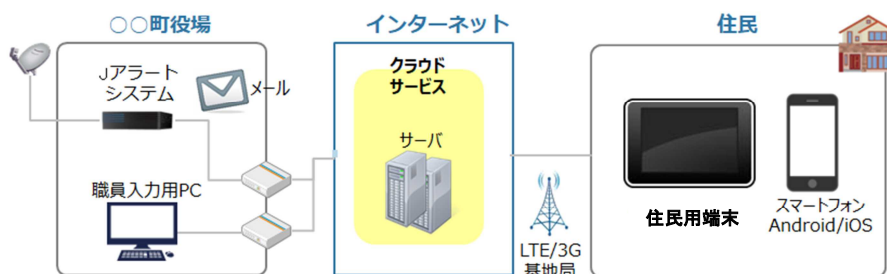 ○○町役場
インターネット
住民
Jアラート
システム
メール
職員入力用PC
クラウド
サービス
サーバ
LTE/3G
基地局
住民用端末
スマートフォン
Android/iOS